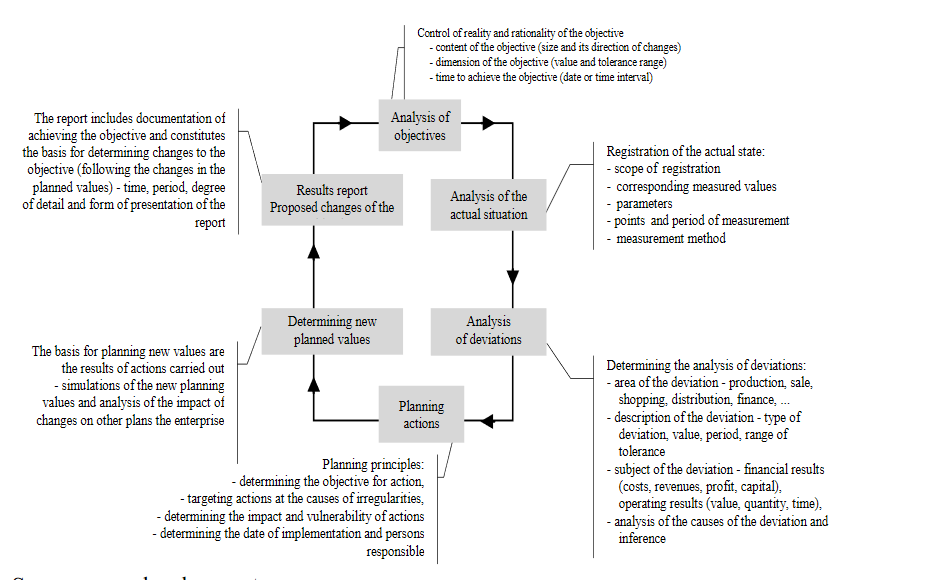 Control of reality and rationality of the objective
- content of the objective (size and its direction of changes)
- dimension of the objective (value and tolerance range)
- time to achieve the objective (date or time interval)
Analysis of
objectives
The report includes documentation of
achieving the objective and constitutes
the basis for determining changes to the
objective (following the changes in the
planned values) - time, period, degree
of detail and form of presentation of the
report
Results report
Proposed changes of the
Analysis of the
actual situation
Registration of the actual state:
- scope of registration
- corresponding measured values
- parameters
- points and period of measurement
- measurement method
Determining new
planned values
Analysis
of deviations
The basis for planning new values are
the results of actions carried out
- simulations of the new planning
values and analysis of the impact of
changes on other plans the enterprise
Planning
actions
Determining the analysis of deviations:
- area of the deviation - production, sale,
shopping, distribution, finance, ...
- description of the deviation - type of
deviation, value, period, range of
tolerance
- subject of the deviation - financial results
(costs, revenues, profit, capital),
operating results (value, quantity, time),
- analysis of the causes of the deviation and
inference
Planning principles:
- determining the objective for action,
- targeting actions at the causes of irregularities,
- determining the impact and vulnerability of actions
- determining the date of implementation and persons
responsible